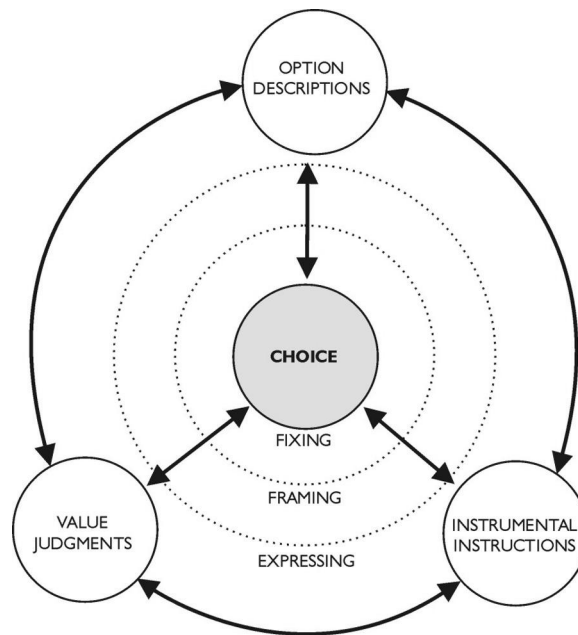 OPTION
DESCRIPTIONS
CHOICE
FIXING
FRAMING
EXPRESSING
VALUE
JUDGMENTS
INSTRUMENTAL
INSTRUCTIONS